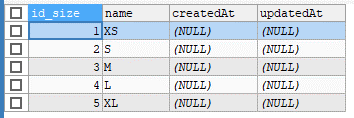 id_size name createdAt updatedAt
1 XS (NULL) (NULL)
2 S (NULL) (NULL)
3 M (NULL) (NULL)
4 L (NULL) (NULL)
5 XL (NULL) (NULL)